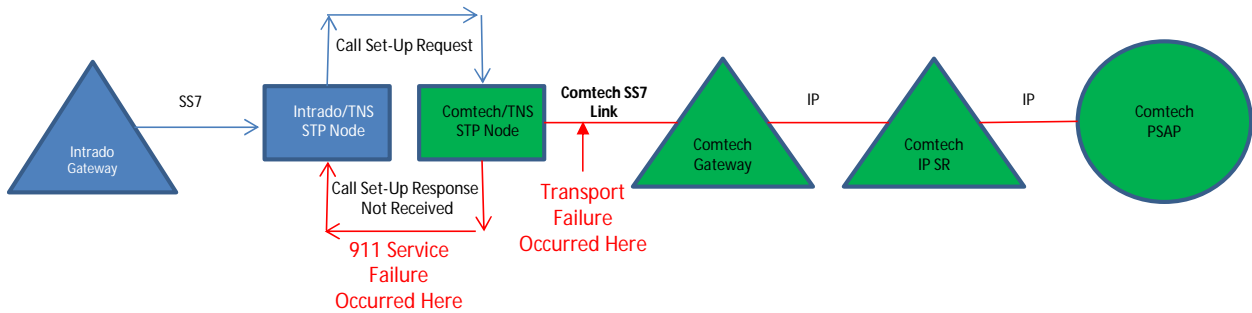 Call Set-Up Request
SS7
Intrado
Gateway
Intrado/TNS
STP Node
Comtech/TNS
STP Node
Comtech SS7
Link
Comtech
Gateway
IP
Comtech
IP SR
IP
Comtech
PSAP
Call Set-Up Response
Not Received
911 Service
Failure
Occurred Here
Transport
Failure
Occurred Here